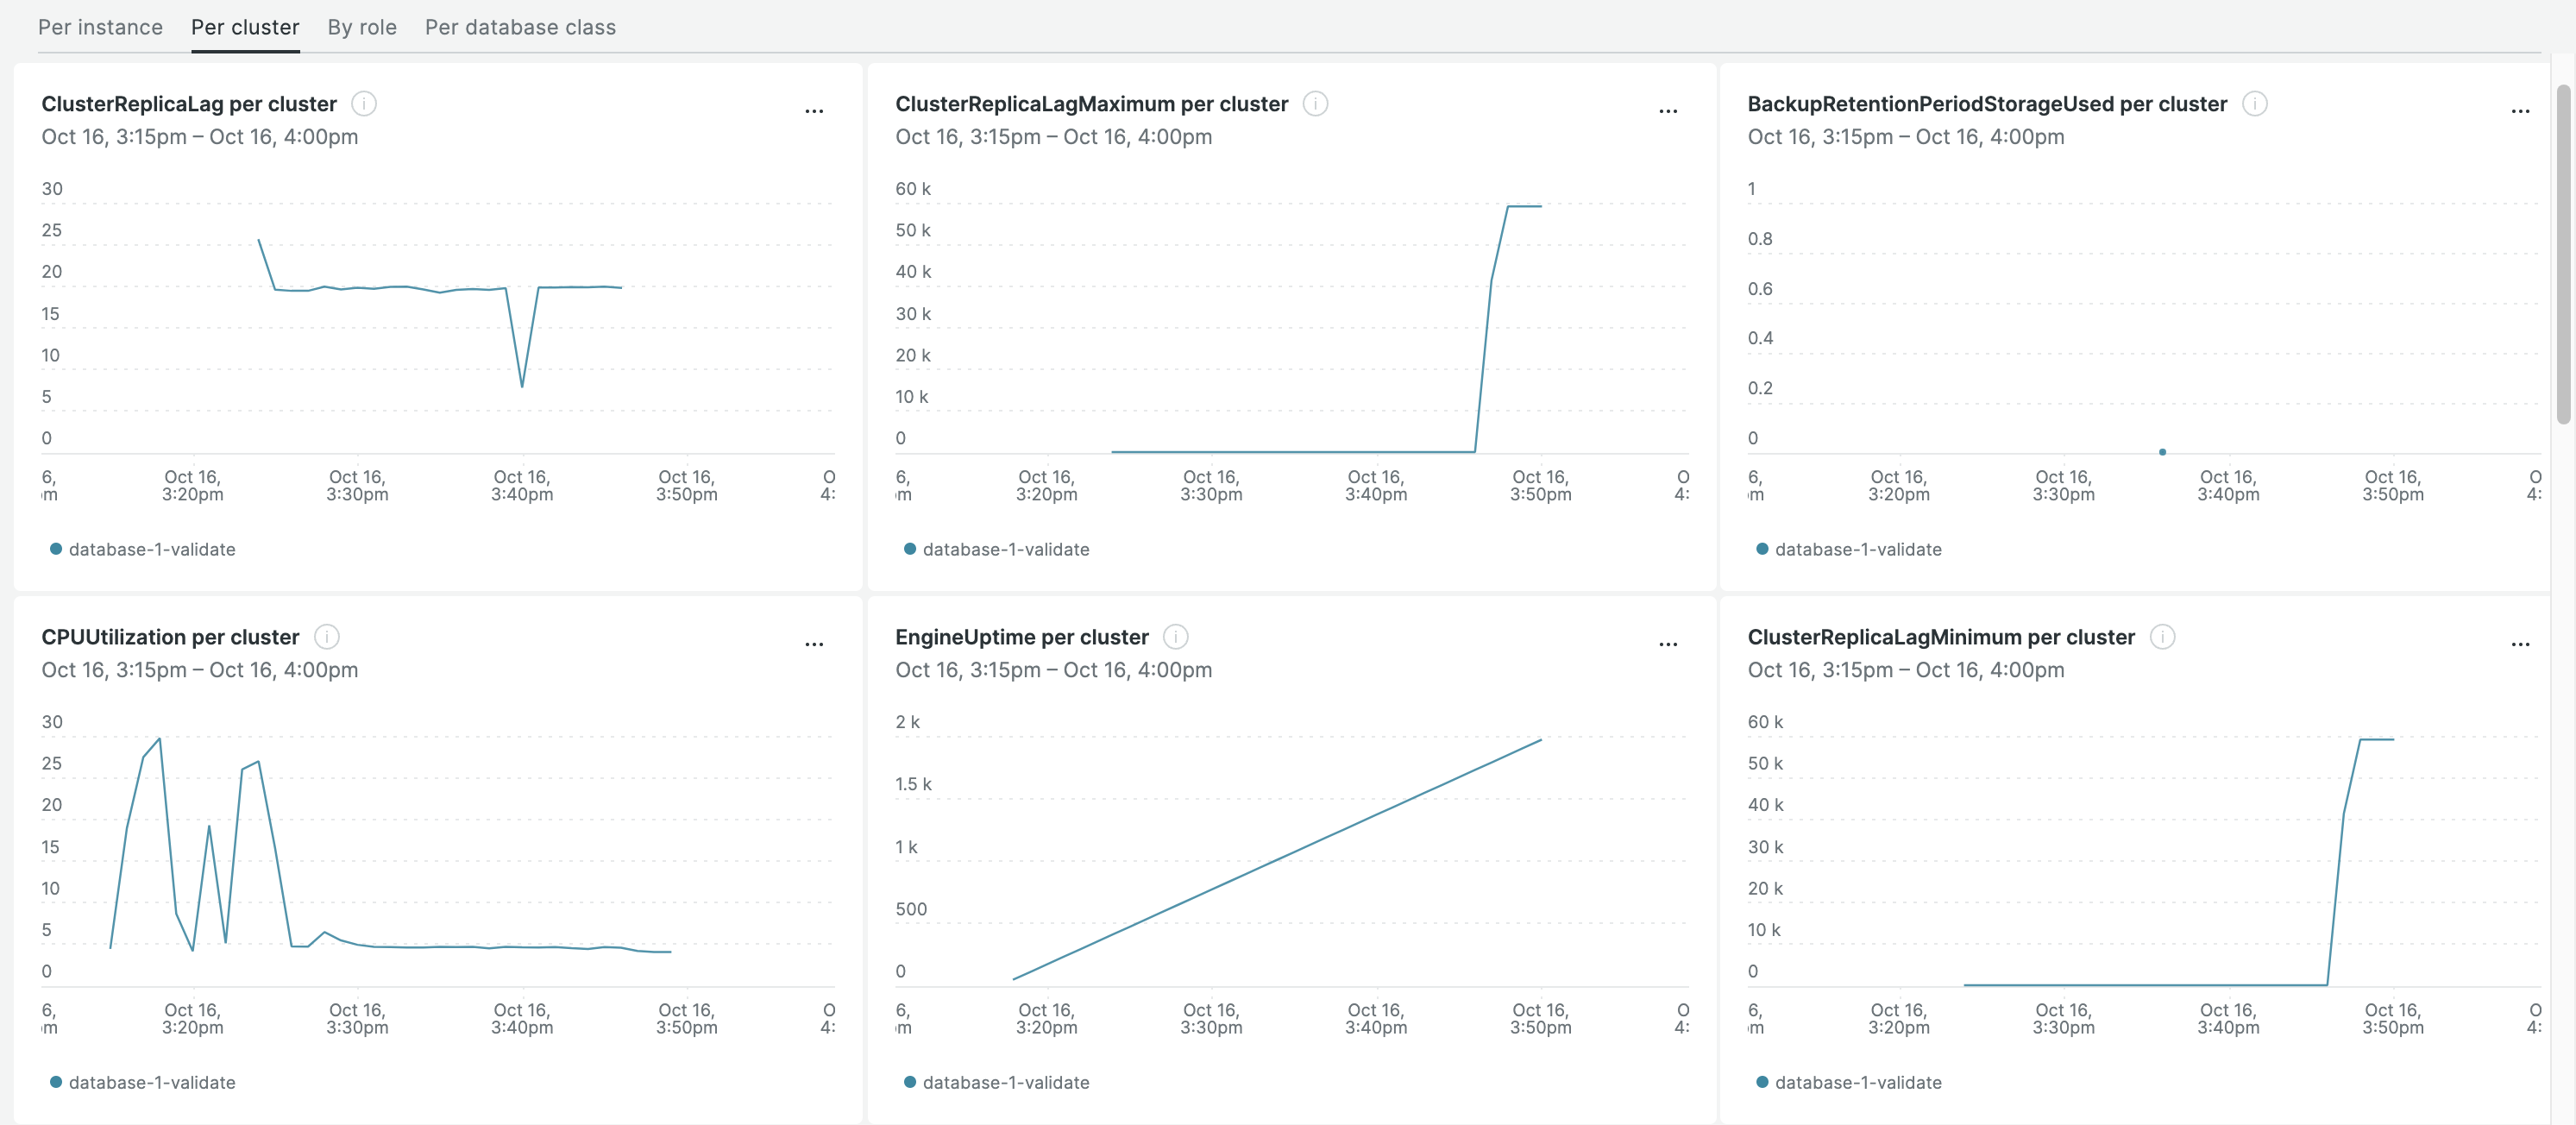 Per instance Per cluster By role Per database class
ClusterReplicaLag per cluster
Oct 16, 3:15pm – Oct 16, 4:00pm
30
25
20
15
10
5
0
6, Oct 16, Oct 16, Oct 16, Oct 16, O
m 3:20pm 3:30pm 3:40pm 3:50pm 4:
database-1-validate
ClusterReplicaLagMaximum per cluster
Oct 16, 3:15pm – Oct 16, 4:00pm
60 k
50 k
40 k
30 k
20 k
10 k
0
6, Oct 16, Oct 16, Oct 16, Oct 16, O
m 3:20pm 3:30pm 3:40pm 3:50pm 4:
database-1-validate
BackupRetentionPeriodStorageUsed per cluster
Oct 16, 3:15pm – Oct 16, 4:00pm
1
0.8
0.6
0.4
0.2
0
6, Oct 16, Oct 16, Oct 16, Oct 16, O
m 3:20pm 3:30pm 3:40pm 3:50pm 4:
database-1-validate
CPUUtilization per cluster
Oct 16, 3:15pm – Oct 16, 4:00pm
30
25
20
15
10
5
0
6, Oct 16, Oct 16, Oct 16, Oct 16, O
m 3:20pm 3:30pm 3:40pm 3:50pm 4:
database-1-validate
EngineUptime per cluster
Oct 16, 3:15pm – Oct 16, 4:00pm
2 k
1.5 k
1 k
500
0
6, Oct 16, Oct 16, Oct 16, Oct 16, O
m 3:20pm 3:30pm 3:40pm 3:50pm 4:
database-1-validate
ClusterReplicaLagMinimum per cluster
Oct 16, 3:15pm – Oct 16, 4:00pm
60 k
50 k
40 k
30 k
20 k
10 k
0
6, Oct 16, Oct 16, Oct 16, Oct 16, O
m 3:20pm 3:30pm 3:40pm 3:50pm 4:
database-1-validate